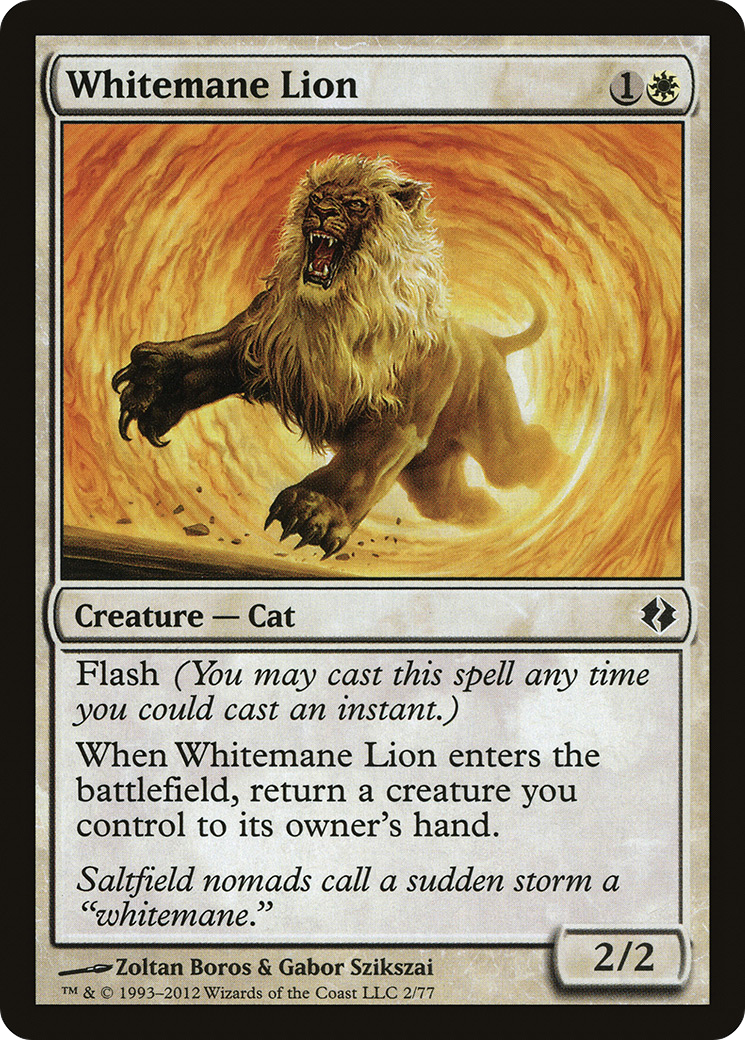 Whitemane Lion 1
Creature — Cat
Flash (You may cast this spell any time
you could cast an instant.)
When Whitemane Lion enters the
battlefield, return a creature you
control to its owner's hand.
Saltfield nomads call a sudden storm a
“whitemane.”
2/2
Zoltan Boros & Gabor Szikszai
™ & © 1993–2012 Wizards of the Coast LLC 2/77